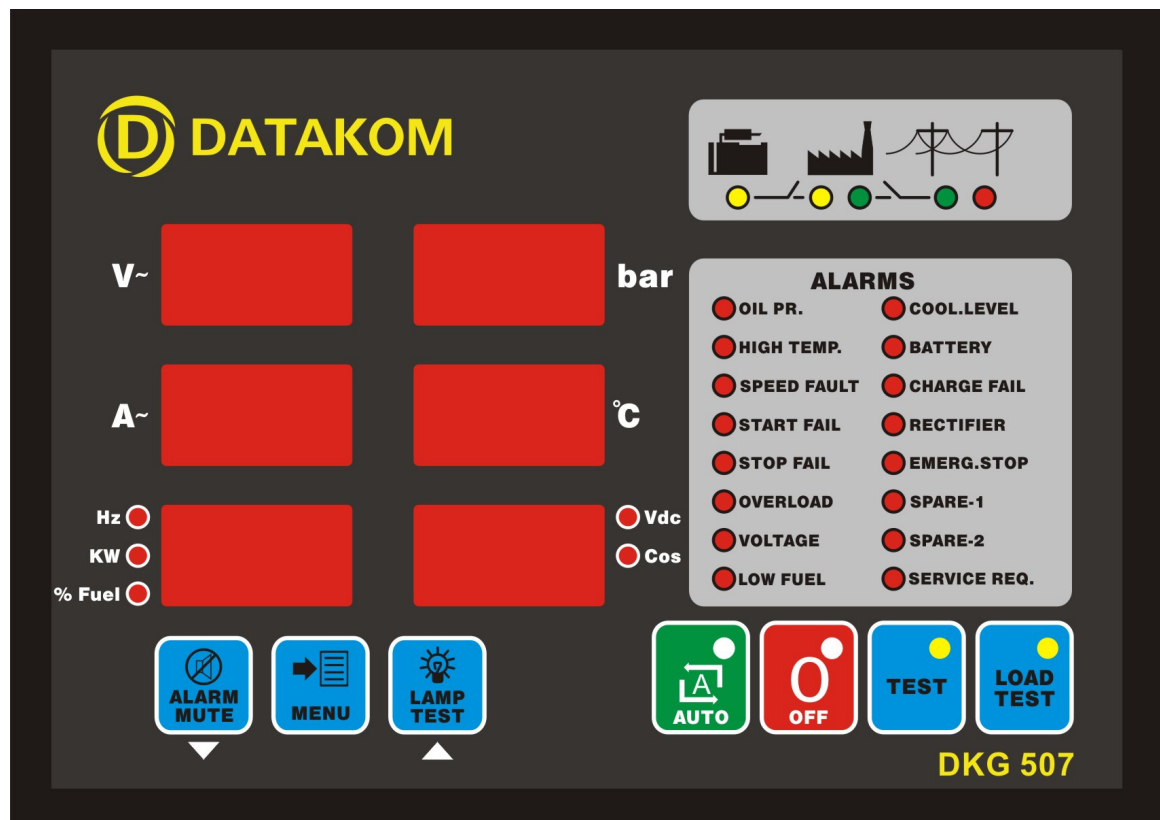 D DATAKOM
V~
bar
A~
°C
Hz
KW
% Fuel
Vdc
Cos
ALARMS
OIL PR.
COOL.LEVEL
HIGH TEMP.
BATTERY
SPEED FAULT
CHARGE FAIL
START FAIL
RECTIFIER
STOP FAIL
EMERG.STOP
OVERLOAD
SPARE-1
VOLTAGE
SPARE-2
LOW FUEL
SERVICE REQ.
ALARM
MUTE
MENU
LAMP
TEST
A
AUTO
O
OFF
TEST
LOAD
TEST
DKG 507